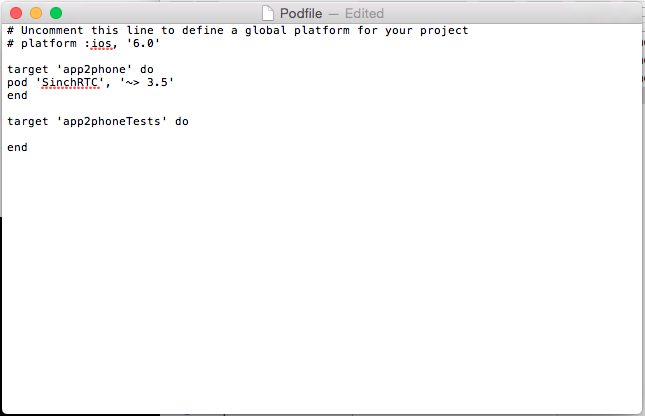 Podfile — Edited
# Uncomment this line to define a global platform for your project
# platform :ios, '6.0'
target 'app2phone' do
pod 'SinchRTC', '~> 3.5'
end
target 'app2phoneTests' do
end